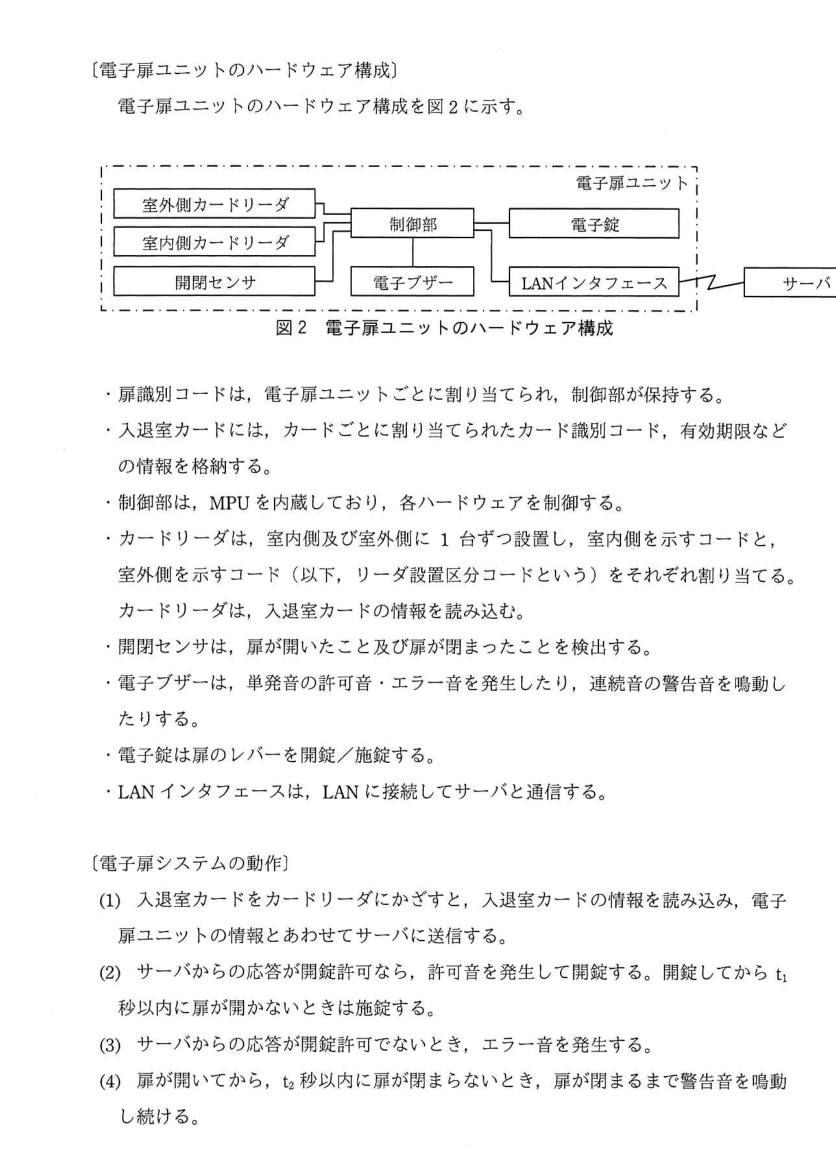 〔電子扉ユニットのハードウェア構成〕
電子扉ユニットのハードウェア構成を図2に示す。
電子扉ユニット
室外側カードリーダ
制御部
電子錠
室内側カードリーダ
開閉センサ
電子ブザー
LANインタフェース
サーバ
図2 電子扉ユニットのハードウェア構成
・扉識別コードは，電子扉ユニットごとに割り当てられ，制御部が保持する。
・入退室カードには，カードごとに割り当てられたカード識別コード，有効期限など
の情報を格納する。
・制御部は，MPUを内蔵しており，各ハードウェアを制御する。
・カードリーダは，室内側及び室外側に 1 台ずつ設置し，室内側を示すコードと，
室外側を示すコード（以下，リーダ設置区分コードという）をそれぞれ割り当てる。
カードリーダは，入退室カードの情報を読み込む。
・開閉センサは，扉が開いたこと及び扉が閉まったことを検出する。
・電子ブザーは，単発音の許可音・エラー音を発生したり，連続音の警告音を鳴動し
たりする。
・電子錠は扉のレバーを開錠／施錠する。
・LANインタフェースは，LANに接続してサーバと通信する。
〔電子扉システムの動作〕
(1) 入退室カードをカードリーダにかざすと，入退室カードの情報を読み込み，電子
扉ユニットの情報とあわせてサーバに送信する。
(2) サーバからの応答が開錠許可なら，許可音を発生して開錠する。開錠してから t₁
秒以内に扉が開かないときは施錠する。
(3) サーバからの応答が開錠許可でないとき，エラー音を発生する。
(4) 扉が開いてから，t₂ 秒以内に扉が閉まらないとき，扉が閉まるまで警告音を鳴動
し続ける。